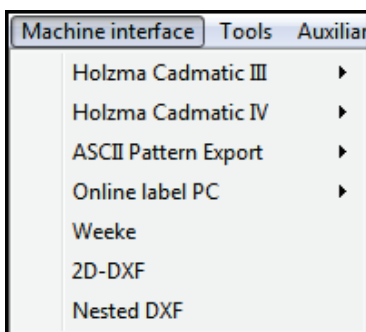 Machine interface Tools Auxiliar
Holzma Cadmatic III
Holzma Cadmatic IV
ASCII Pattern Export
Online label PC
Weeke
2D-DXF
Nested DXF